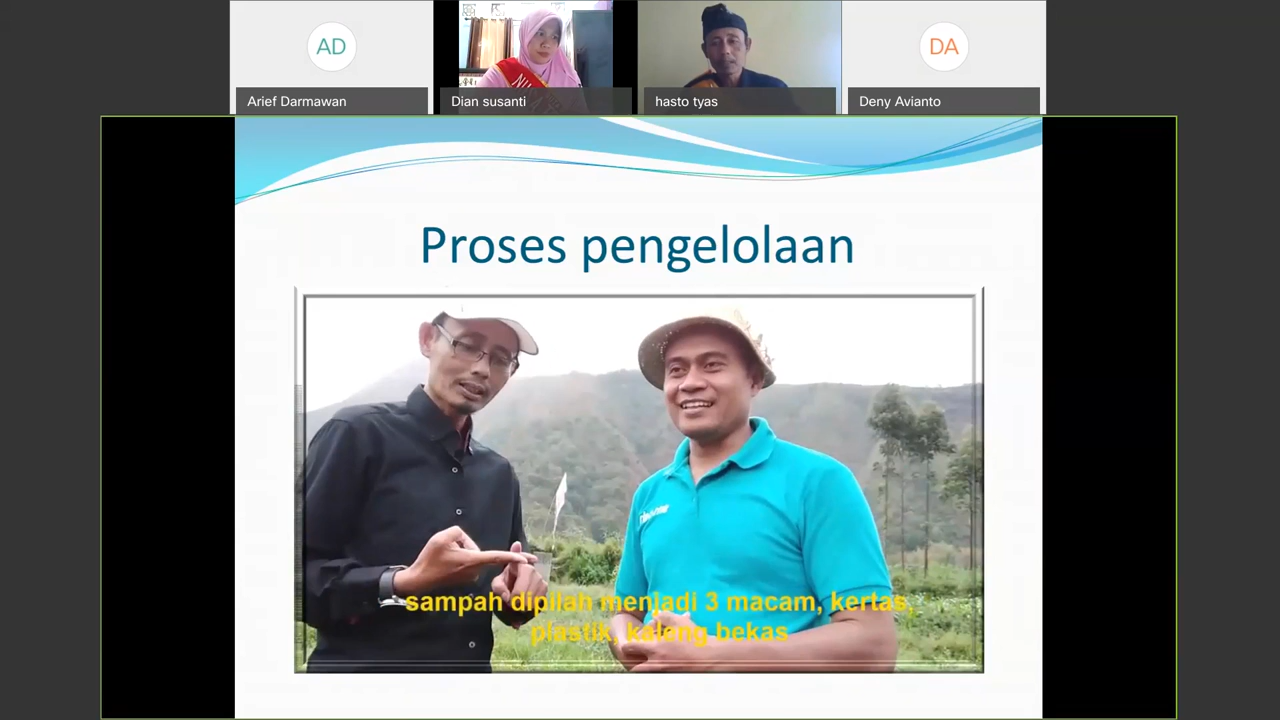 AD
DA
Arief Darmawan
Dian susanti
hasto tyas
Deny Avianto
Proses pengelolaan
sampah dipilah menjadi 3 macam, kertas,
plastik, kaleng bekas